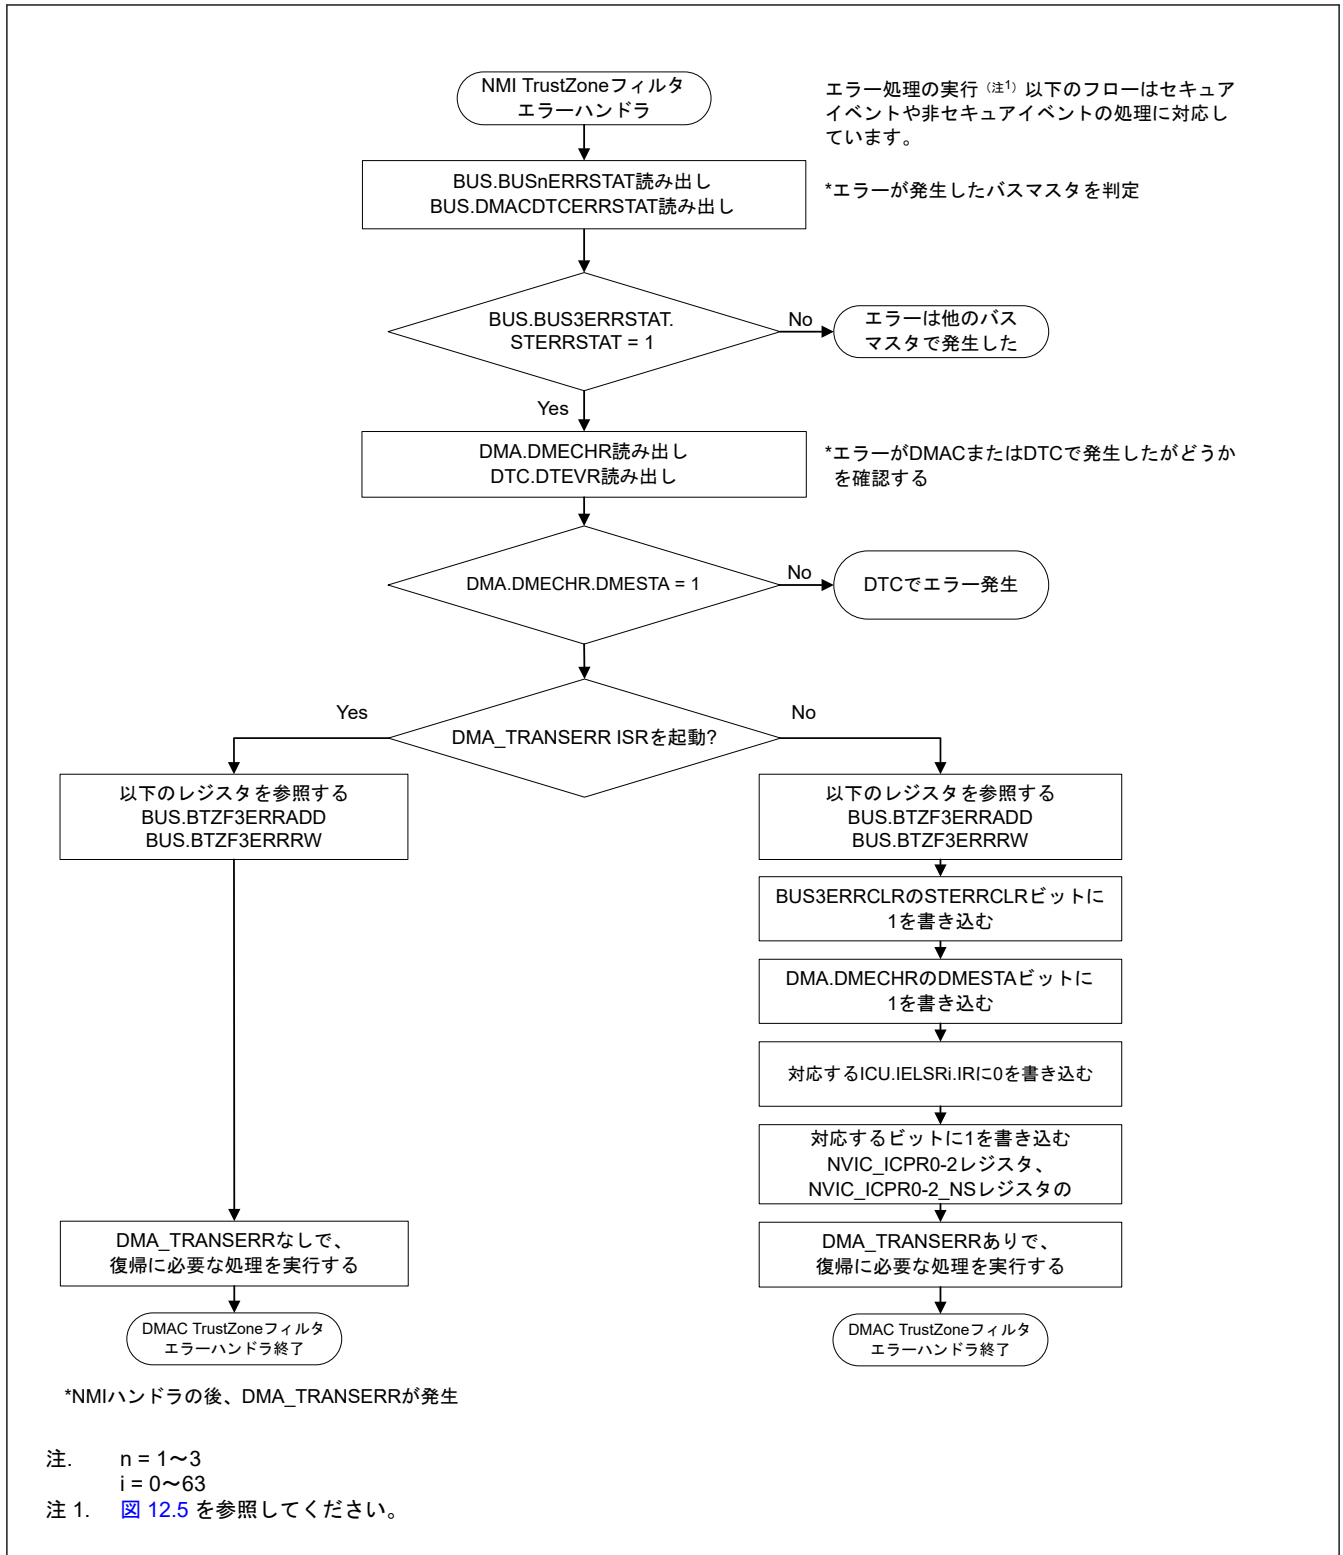 NMI TrustZoneフィルタ
エラーハンドラ
エラー処理の実行（注1）以下のフローはセキュア
イベントや非セキュアイベントの処理に対応し
ています。
BUS.BUSnERRSTAT読み出し
BUS.DMACDTCERRSTAT読み出し
*エラーが発生したバスマスタを判定
BUS.BUS3ERRSTAT.
STERRSTAT = 1
No
エラーは他のバス
マスタで発生した
Yes
DMA.DMECHR読み出し
DTC.DTEVR読み出し
*エラーがDMACまたはDTCで発生したがどうか
を確認する
DMA.DMECHR.DMESTA = 1
No
DTCでエラー発生
Yes
DMA_TRANSERR ISRを起動?
No
以下のレジスタを参照する
BUS.BTZF3ERRADD
BUS.BTZF3ERRRW
以下のレジスタを参照する
BUS.BTZF3ERRADD
BUS.BTZF3ERRRW
BUS3ERRCLRのSTERRCLRビットに
1を書き込む
DMA.DMECHRのDMESTAビットに
1を書き込む
対応するICU.IELSRi.IRに0を書き込む
対応するビットに1を書き込む
NVIC_ICPR0-2レジスタ、
NVIC_ICPR0-2_NSレジスタの
DMA_TRANSERRなしで、
復帰に必要な処理を実行する
DMA_TRANSERRありで、
復帰に必要な処理を実行する
DMAC TrustZoneフィルタ
エラーハンドラ終了
DMAC TrustZoneフィルタ
エラーハンドラ終了
*NMIハンドラの後、DMA_TRANSERRが発生
注. n = 1～3
i = 0～63
注 1. 図 12.5 を参照してください。